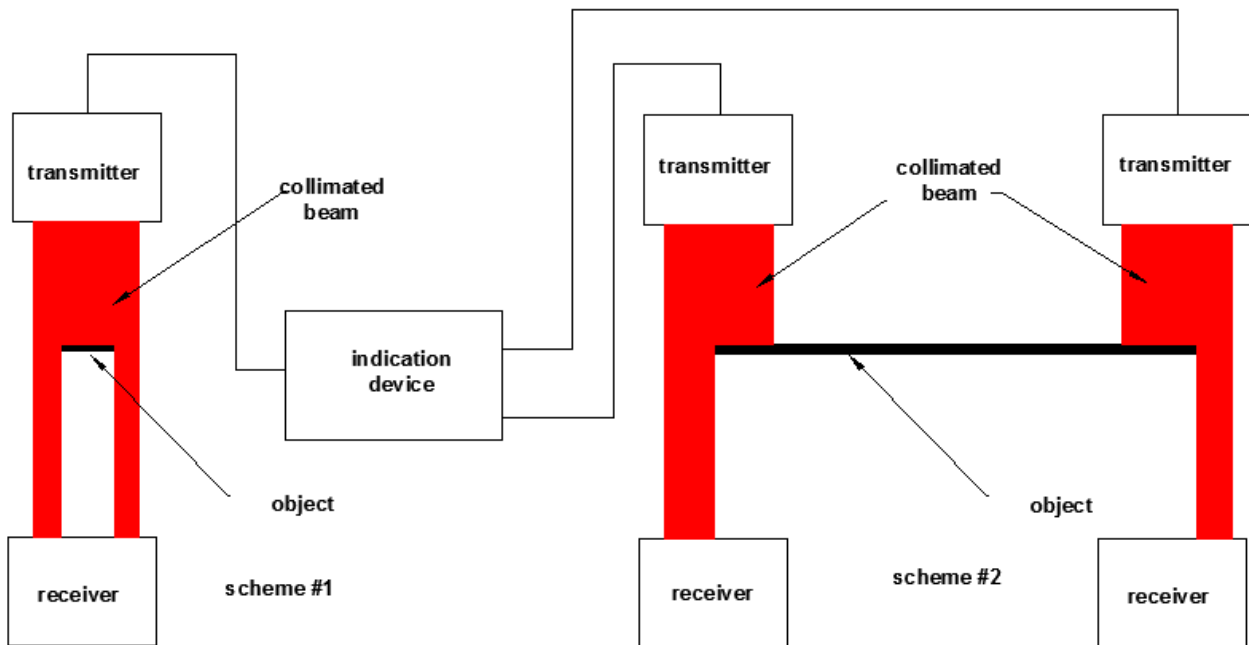 transmitter
collimated
beam
object
receiver
scheme #1
indication
device
transmitter
collimated
beam
transmitter
object
scheme #2
receiver
receiver